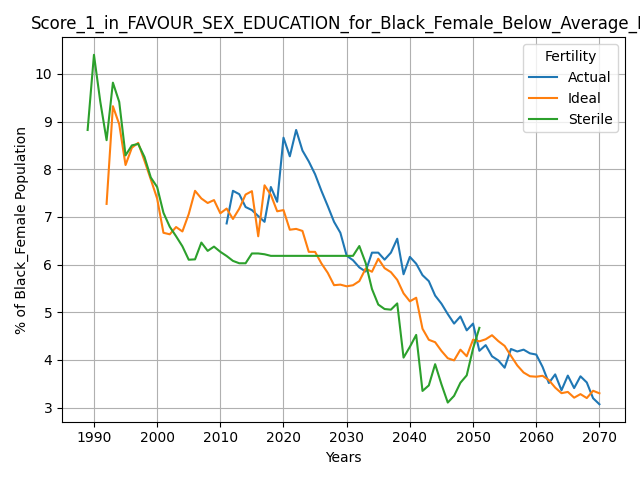 Score_1_in_FAVOUR_SEX_EDUCATION_for_Black_Female_Below_Average_
Fertility
Actual
Ideal
Sterile
% of Black_Female Population
10
9
8
7
6
5
4
3
1990 2000 2010 2020 2030 2040 2050 2060 2070
Years